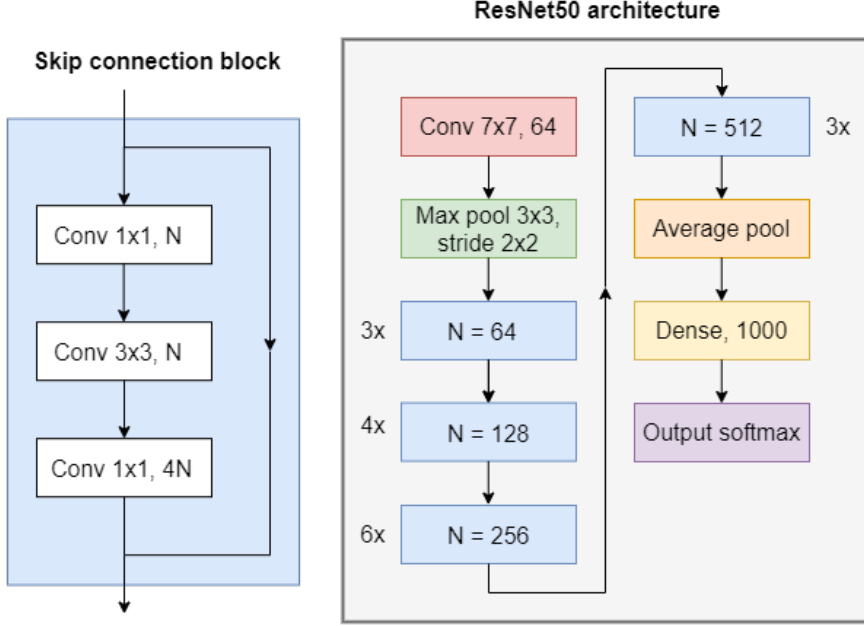 ResNet50 architecture
Skip connection block
Conv 1x1, N
Conv 3x3, N
Conv 1x1, 4N
Conv 7x7, 64
Max pool 3x3,
stride 2x2
3x
N = 64
4x
N = 128
6x
N = 256
N = 512
3x
Average pool
Dense, 1000
Output softmax